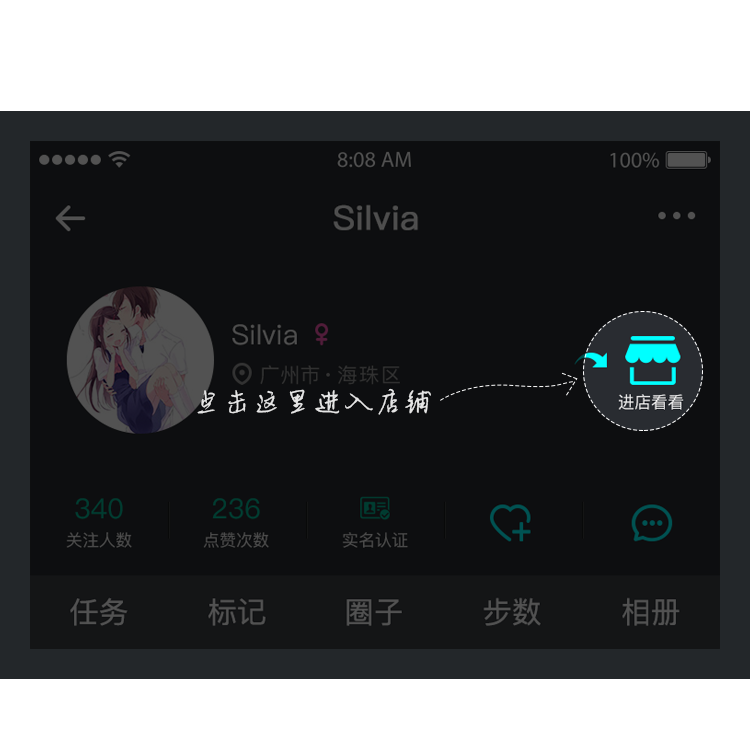 8:08 AM 100%
Silvia
Silvia
广州市·海珠区
点击这里进入店铺
进店看看
340 236
关注人数 点赞次数 实名认证
任务 标记 圈子 步数 相册